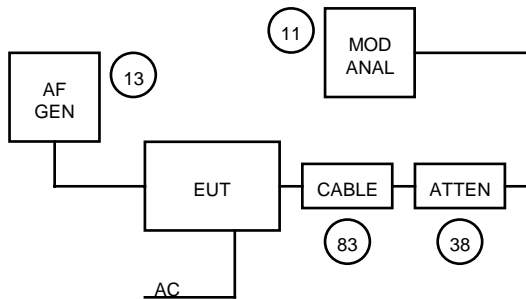 11
MOD
ANAL
13
AF
GEN
EUT
CABLE
ATTEN
83
38
AC